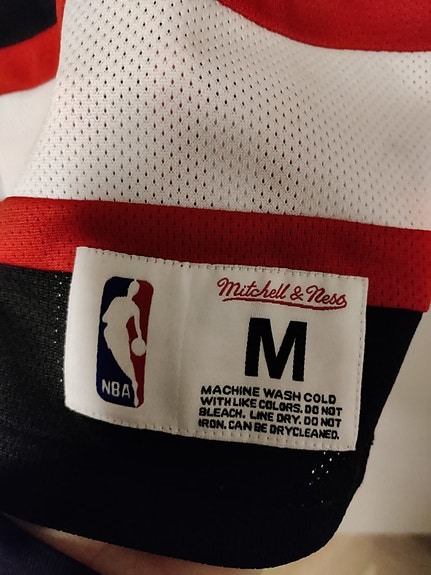 Mitchell & Ness
M
NBA
MACHINE WASH COLD
WITH LIKE COLORS. DO NOT
BLEACH. LINE DRY. DO NOT
IRON. CAN BE DRYCLEANED.